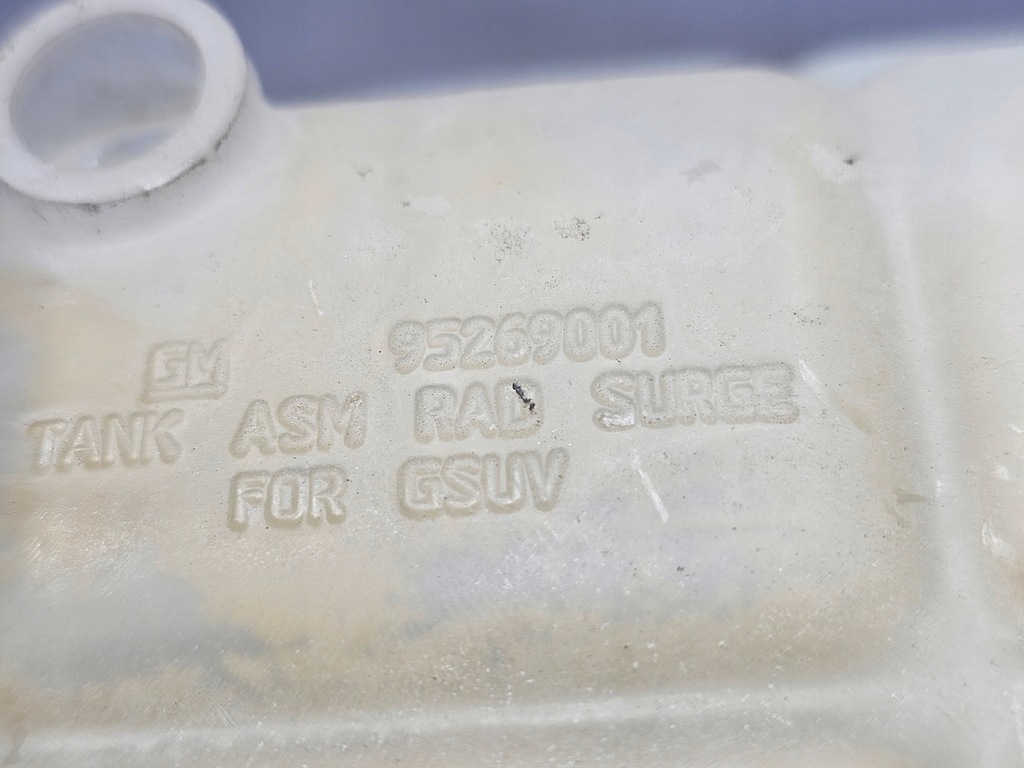 95269001
GM
TANK ASM RAD SURGE
FOR GSUV